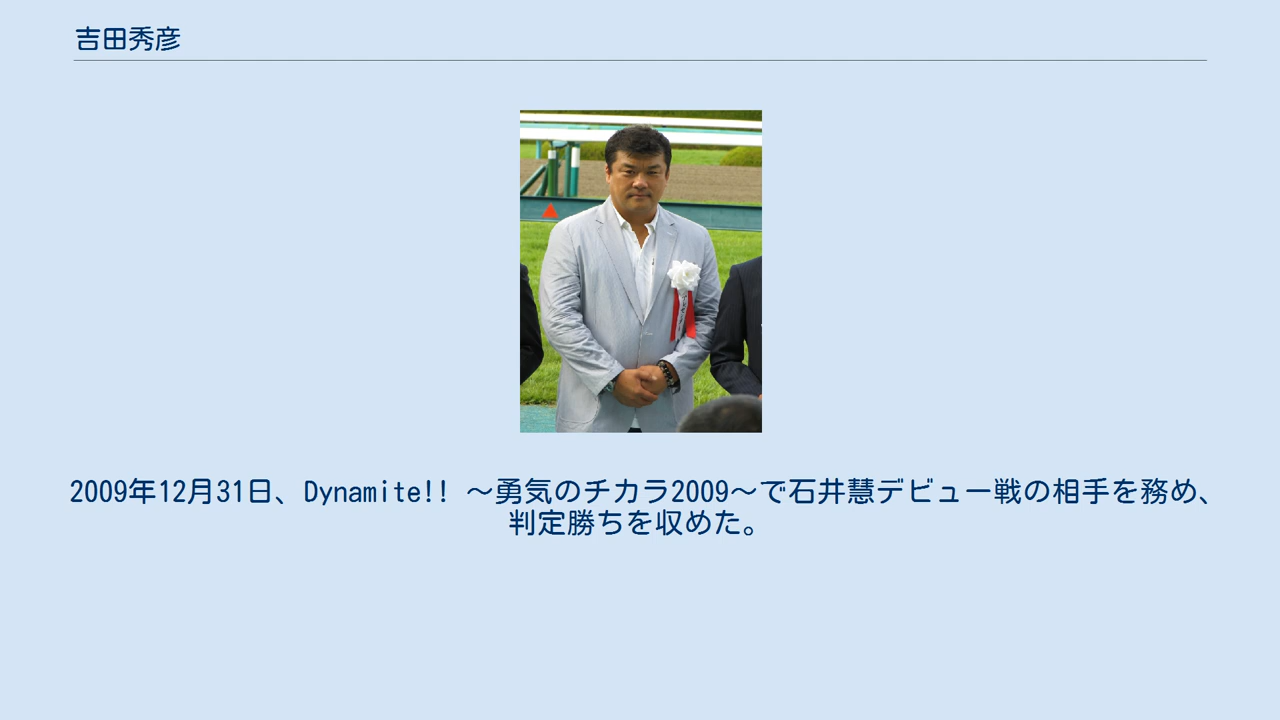 吉田秀彦
2009年12月31日、Dynamite!! ～勇気のチカラ2009～で石井慧デビュー戦の相手を務め、
判定勝ちを収めた。